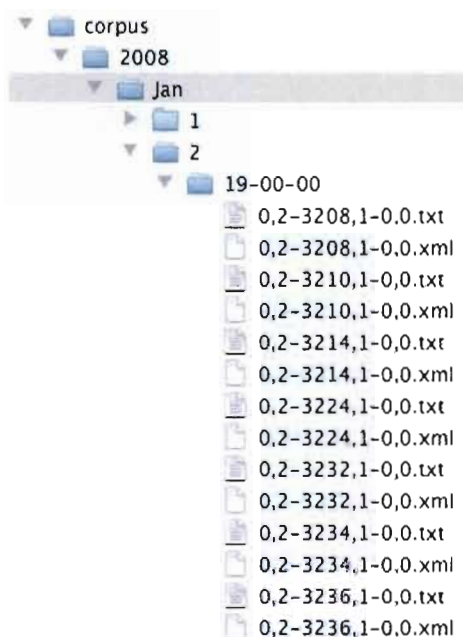 corpus
2008
Jan
1
2
19-00-00
0,2-3208,1-0,0.txt
0,2-3208,1-0,0.xml
0,2-3210,1-0,0.txt
0,2-3210,1-0,0.xml
0,2-3214,1-0,0.txt
0,2-3214,1-0,0.xml
0,2-3224,1-0,0.txt
0,2-3224,1-0,0.xml
0,2-3232,1-0,0.txt
0,2-3232,1-0,0.xml
0,2-3234,1-0,0.txt
0,2-3234,1-0,0.xml
0,2-3236,1-0,0.txt
0,2-3236,1-0,0.xml